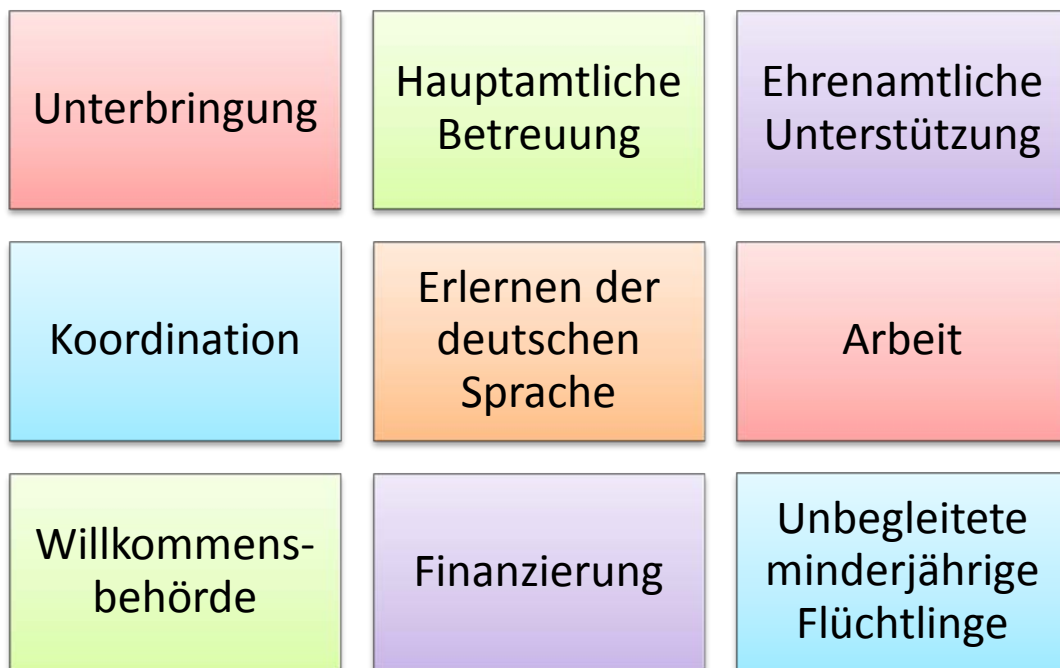 Unterbringung
Hauptamtliche
Betreuung
Ehrenamtliche
Unterstützung
Koordination
Erlernen der
deutschen
Sprache
Arbeit
Willkommens-
behörde
Finanzierung
Unbegleitete
minderjährige
Flüchtlinge